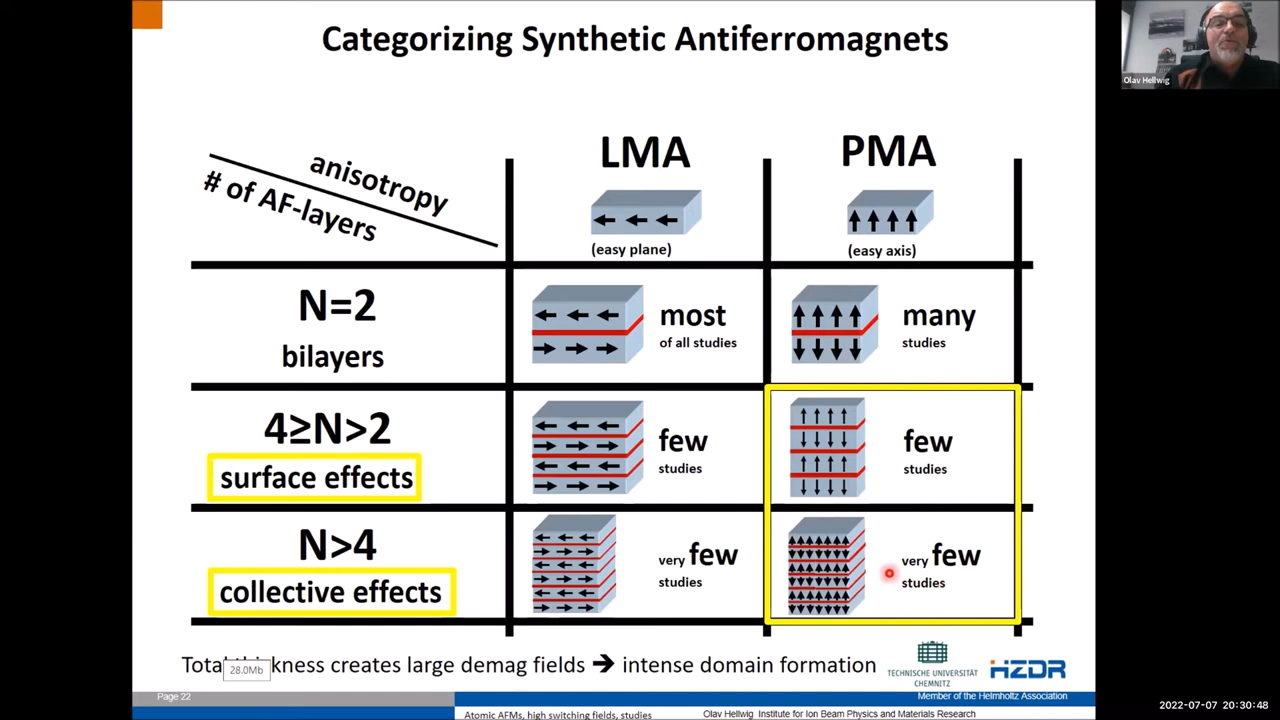 Categorizing Synthetic Antiferromagnets
Olav Hellwig
anisotropy
# of AF-layers
LMA
(easy plane)
PMA
(easy axis)
N=2
bilayers
most
of all studies
many
studies
4≥N>2
surface effects
few
studies
few
studies
N>4
collective effects
very few
studies
very few
studies
creates large demag fields ➔ intense domain formation
28.0Mb
TECHNISCHE UNIVERSITÄT
CHEMNITZ
HZDR
Page 22
Member of the Helmholtz Association
Atomic AFMs, high switching fields, studies
Olav Hellwig Institute for Ion Beam Physics and Materials Research
2022-07-07 20:30:48